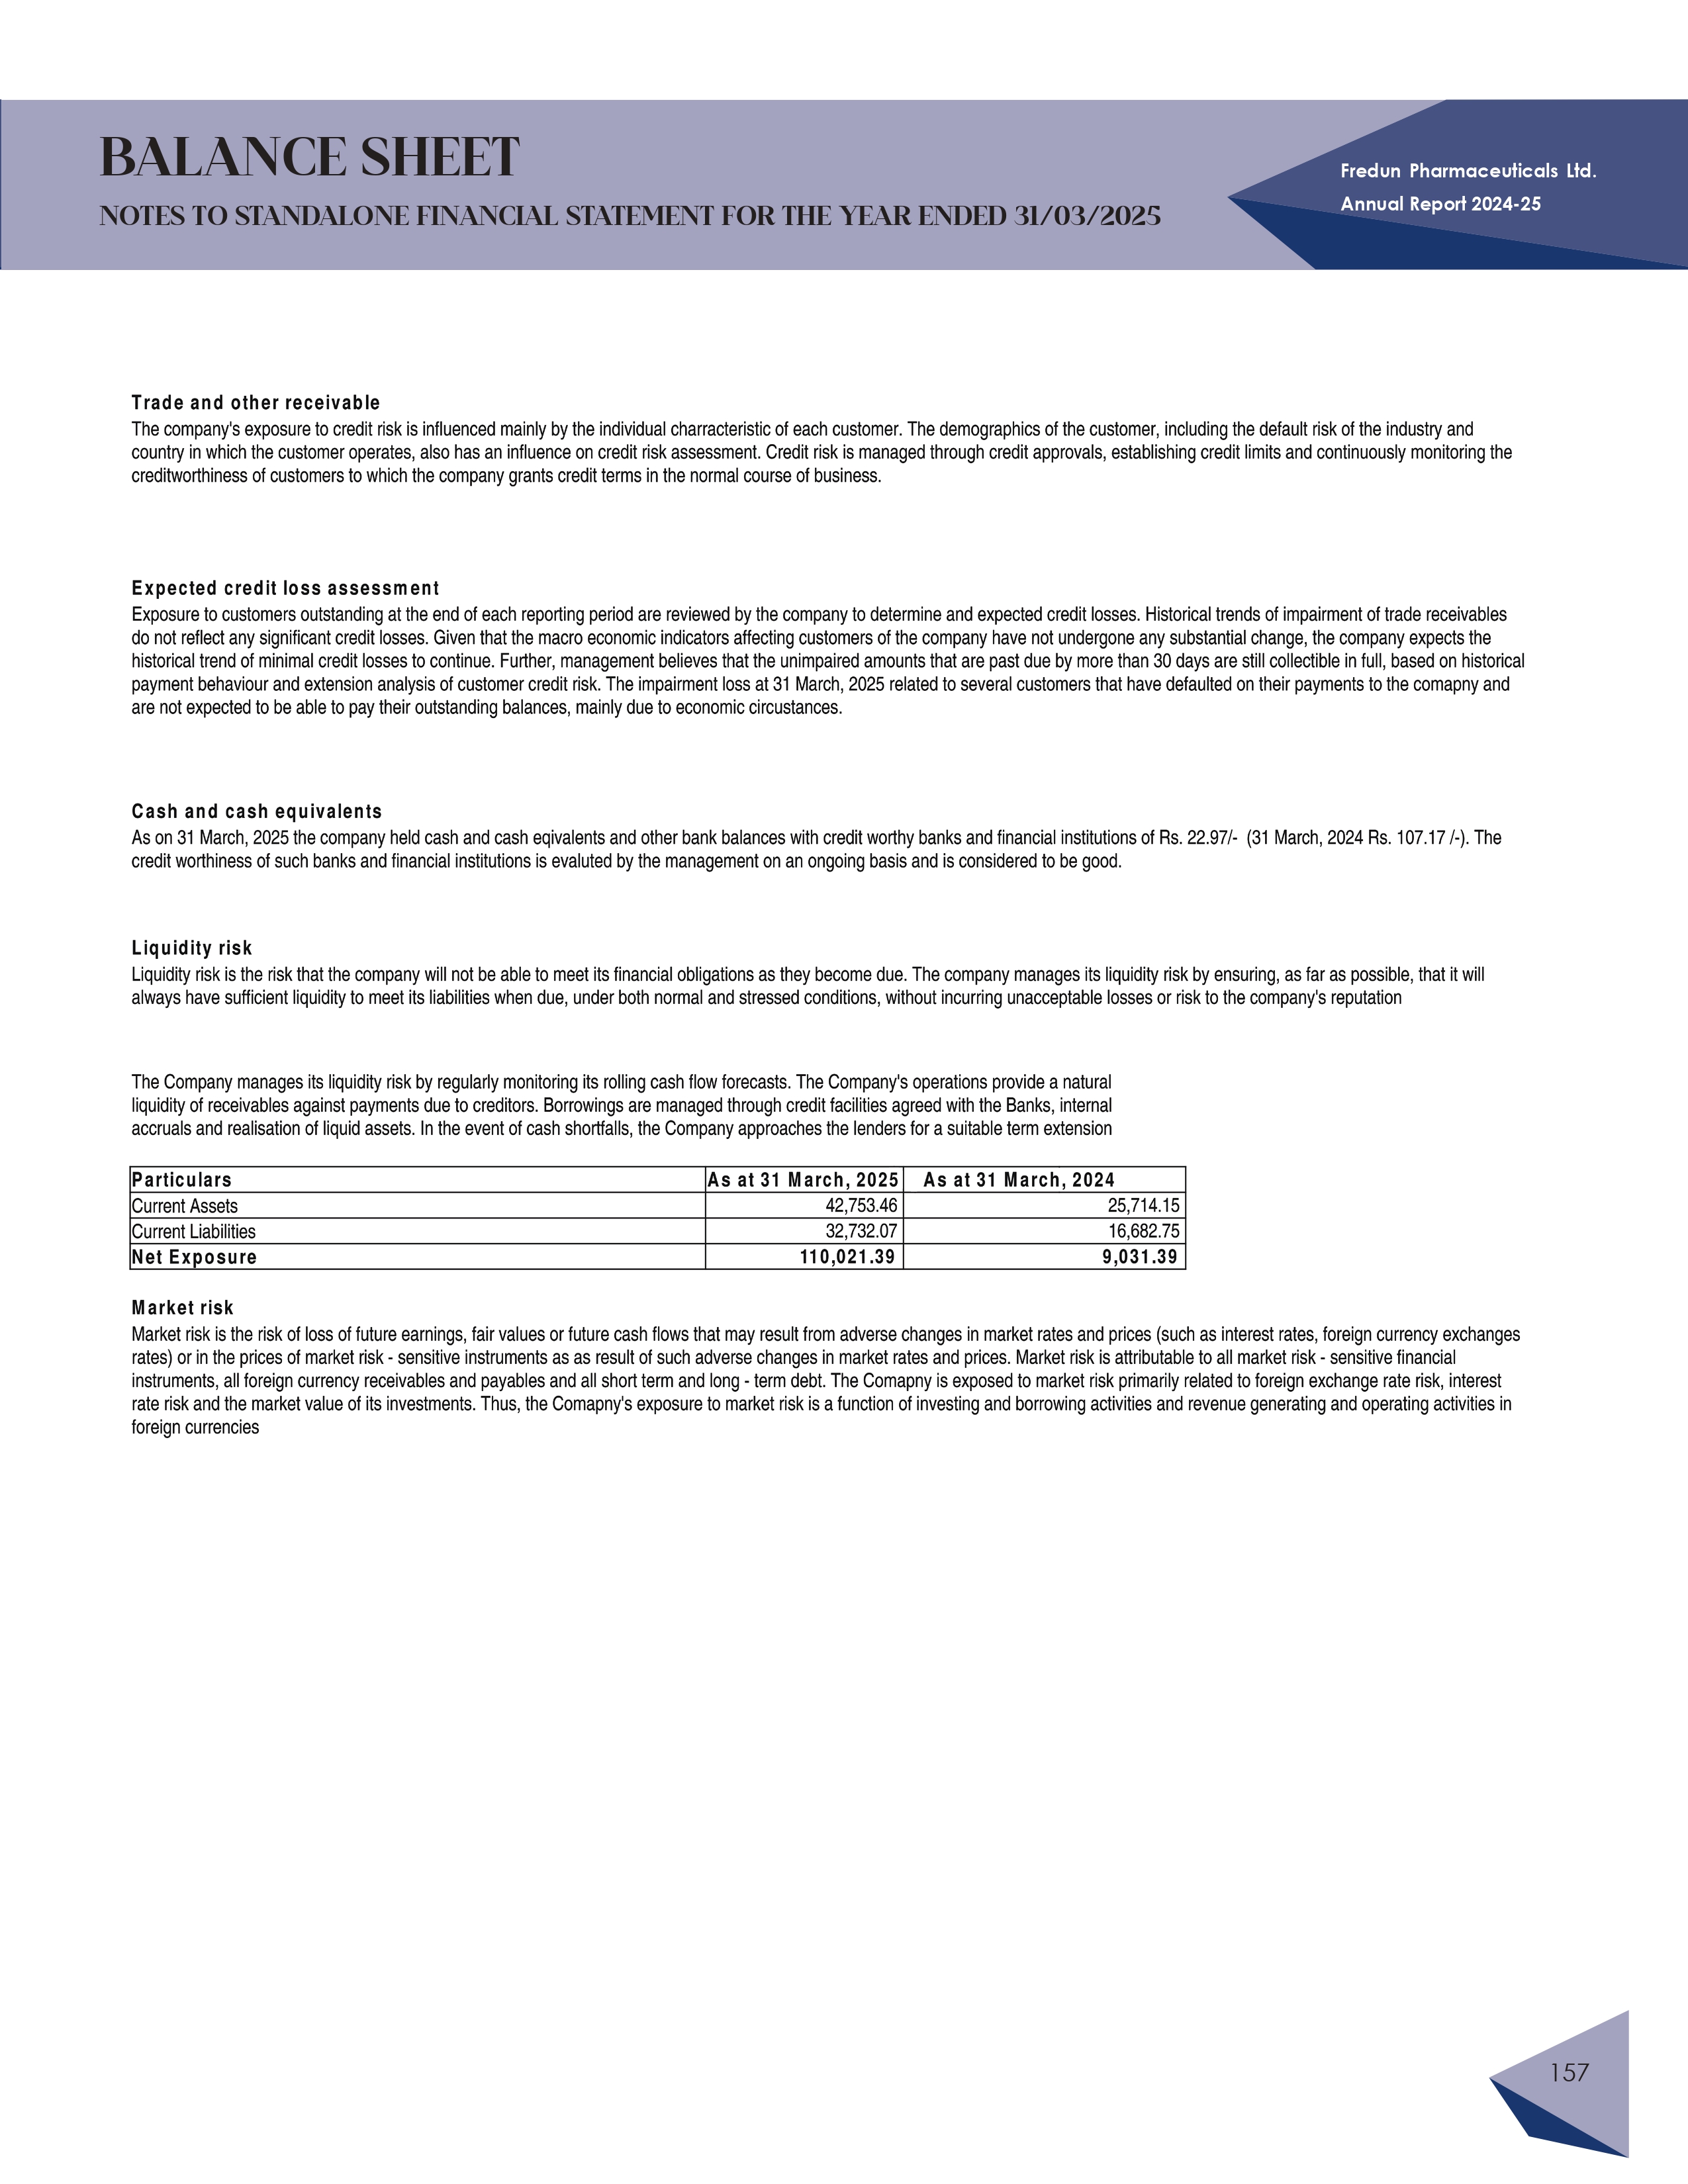 BALANCE SHEET
NOTES TO STANDALONE FINANCIAL STATEMENT FOR THE YEAR ENDED 31/03/2025
Fredun Pharmaceuticals Ltd.
Annual Report 2024-25
Trade and other receivable
The company's exposure to credit risk is influenced mainly by the individual charracteristic of each customer. The demographics of the customer, including the default risk of the industry and
country in which the customer operates, also has an influence on credit risk assessment. Credit risk is managed through credit approvals, establishing credit limits and continuously monitoring the
creditworthiness of customers to which the company grants credit terms in the normal course of business.
Expected credit loss assessment
Exposure to customers outstanding at the end of each reporting period are reviewed by the company to determine and expected credit losses. Historical trends of impairment of trade receivables
do not reflect any significant credit losses. Given that the macro economic indicators affecting customers of the company have not undergone any substantial change, the company expects the
historical trend of minimal credit losses to continue. Further, management believes that the unimpaired amounts that are past due by more than 30 days are still collectible in full, based on historical
payment behaviour and extension analysis of customer credit risk. The impairment loss at 31 March, 2025 related to several customers that have defaulted on their payments to the comapny and
are not expected to be able to pay their outstanding balances, mainly due to economic circustances.
Cash and cash equivalents
As on 31 March, 2025 the company held cash and cash eqivalents and other bank balances with credit worthy banks and financial institutions of Rs. 22.97/- (31 March, 2024 Rs. 107.17 /-). The
credit worthiness of such banks and financial institutions is evaluted by the management on an ongoing basis and is considered to be good.
Liquidity risk
Liquidity risk is the risk that the company will not be able to meet its financial obligations as they become due. The company manages its liquidity risk by ensuring, as far as possible, that it will
always have sufficient liquidity to meet its liabilities when due, under both normal and stressed conditions, without incurring unacceptable losses or risk to the company's reputation
The Company manages its liquidity risk by regularly monitoring its rolling cash flow forecasts. The Company's operations provide a natural
liquidity of receivables against payments due to creditors. Borrowings are managed through credit facilities agreed with the Banks, internal
accruals and realisation of liquid assets. In the event of cash shortfalls, the Company approaches the lenders for a suitable term extension
Particulars As at 31 March, 2025 As at 31 March, 2024
Current Assets 42,753.46 25,714.15
Current Liabilities 32,732.07 16,682.75
Net Exposure 110,021.39 9,031.39
Market risk
Market risk is the risk of loss of future earnings, fair values or future cash flows that may result from adverse changes in market rates and prices (such as interest rates, foreign currency exchanges
rates) or in the prices of market risk - sensitive instruments as as result of such adverse changes in market rates and prices. Market risk is attributable to all market risk - sensitive financial
instruments, all foreign currency receivables and payables and all short term and long - term debt. The Comapny is exposed to market risk primarily related to foreign exchange rate risk, interest
rate risk and the market value of its investments. Thus, the Comapny's exposure to market risk is a function of investing and borrowing activities and revenue generating and operating activities in
foreign currencies
157